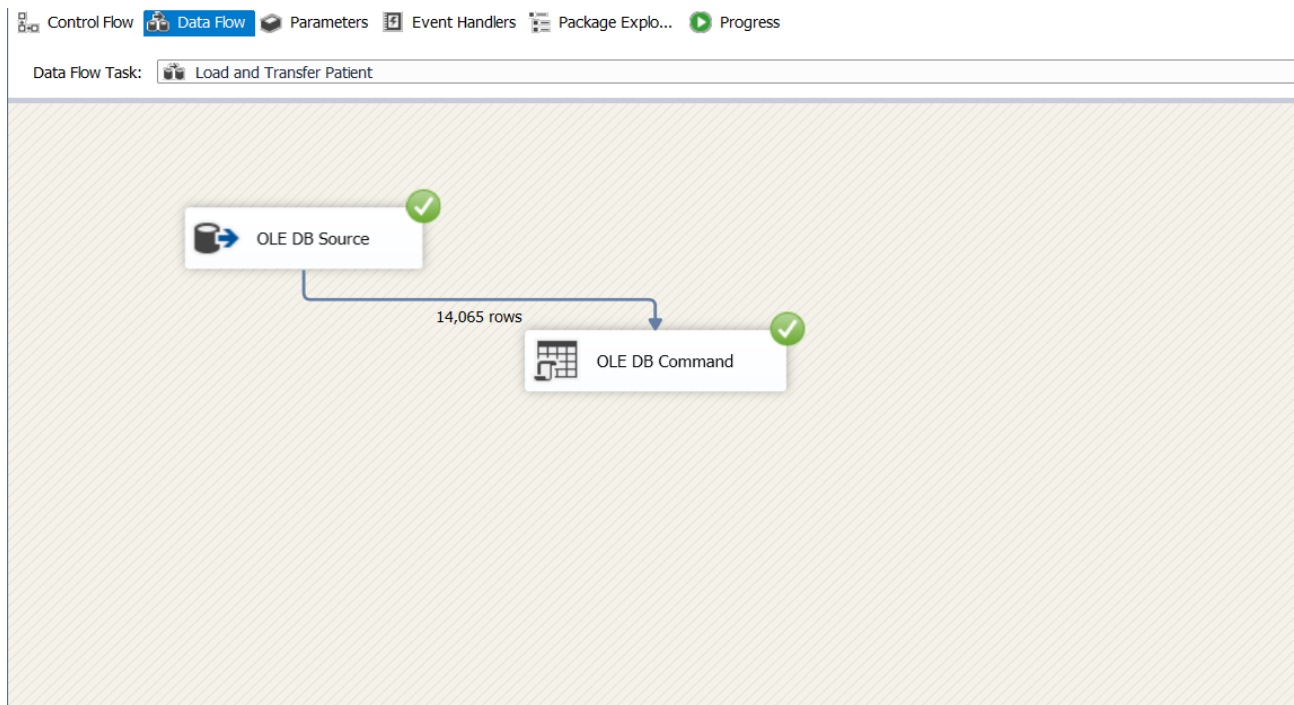 Control Flow Data Flow Parameters Event Handlers Package Explo... Progress
Data Flow Task: Load and Transfer Patient
OLE DB Source
14,065 rows
OLE DB Command